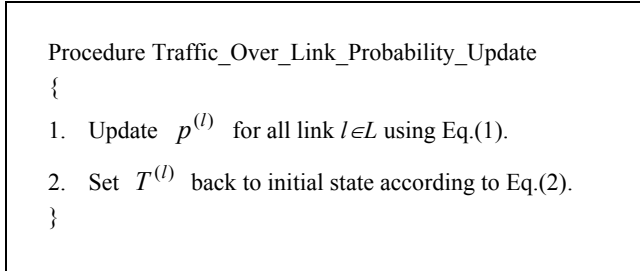 Procedure Traffic_Over_Link_Probability_Update
{
1. Update p^{(l)} for all link l∈L using Eq.(1).
2. Set T^{(l)} back to initial state according to Eq.(2).
}